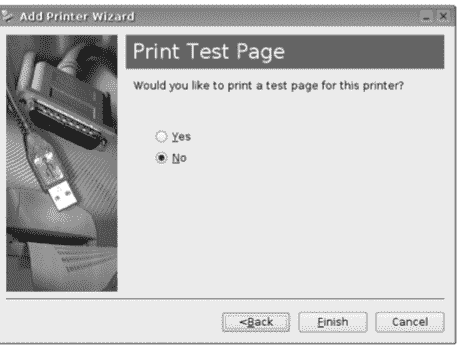 Add Printer Wizard
Print Test Page
Would you like to print a test page for this printer?
Yes
No
<Back
Finish
Cancel